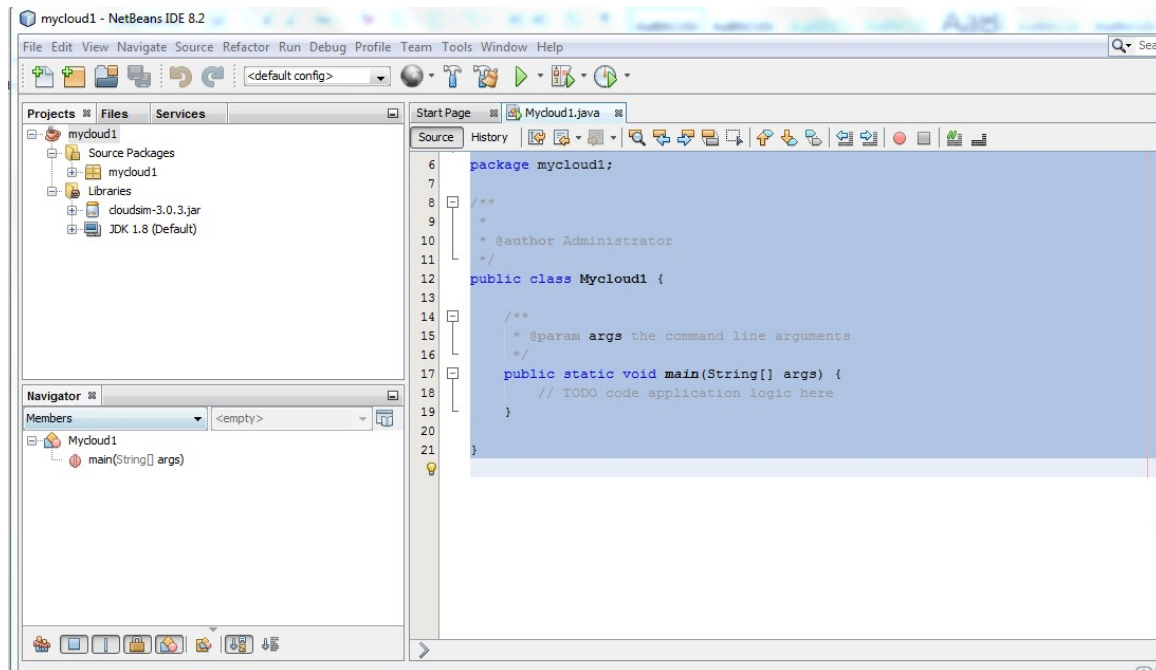 mycloud1 - NetBeans IDE 8.2
File Edit View Navigate Source Refactor Run Debug Profile Team Tools Window Help
Sea
<default config>
Projects Files Services
mycloud1
Source Packages
mycloud1
Libraries
cloudsim-3.0.3.jar
JDK 1.8 (Default)
Navigator
Members <empty>
Mycloud1
main(String[] args)
Start Page Mycloud1.java
Source History
6 package mycloud1;
7
8 /**
9 *
10 * @author Administrator
11 */
12 public class Mycloud1 {
13
14 /**
15 * @param args the command line arguments
16 */
17 public static void main(String[] args) {
18 // TODO code application logic here
19 }
20
21 }